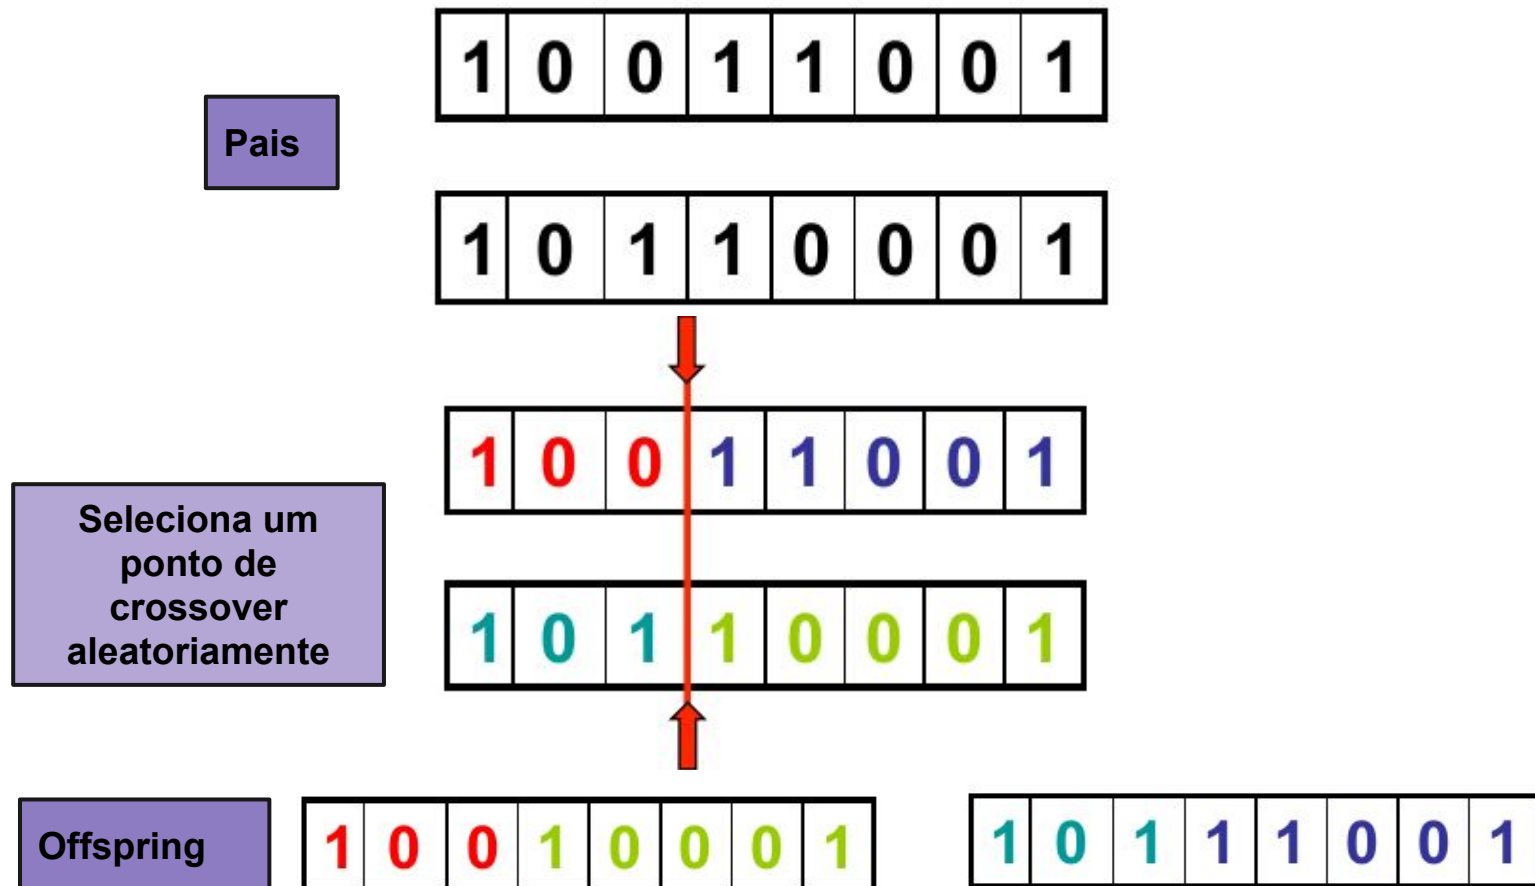 1 0 0 1 1 0 0 1
Pais
1 0 1 1 0 0 0 1
1 0 0 1 1 0 0 1
Seleciona um
ponto de
crossover
aleatoriamente
1 0 1 1 0 0 0 1
Offspring
1 0 0 1 0 0 0 1
1 0 1 1 1 0 0 1